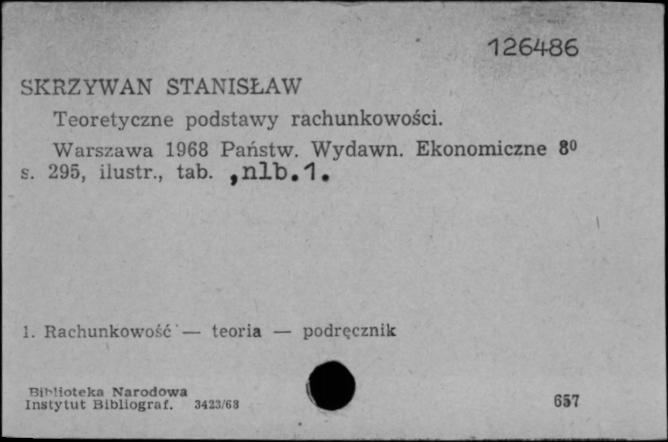 126486
SKRZYWAN STANISŁAW
Teoretyczne podstawy rachunkowości.
Warszawa 1968 Państw. Wydawn. Ekonomiczne 8⁰
s. 295, ilustr., tab. ,nlb.1.
1. Rachunkowość — teoria — podręcznik
Biblioteka Narodowa
Instytut Bibliograf. 3423/68
657